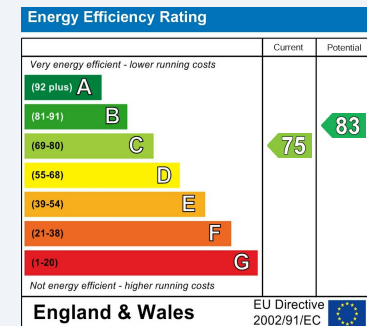 Energy Efficiency Rating
Current Potential
Very energy efficient - lower running costs
(92 plus) A
(81-91) B
(69-80) C
(55-68) D
(39-54) E
(21-38) F
(1-20) G
75
83
Not energy efficient - higher running costs
England & Wales
EU Directive
2002/91/EC